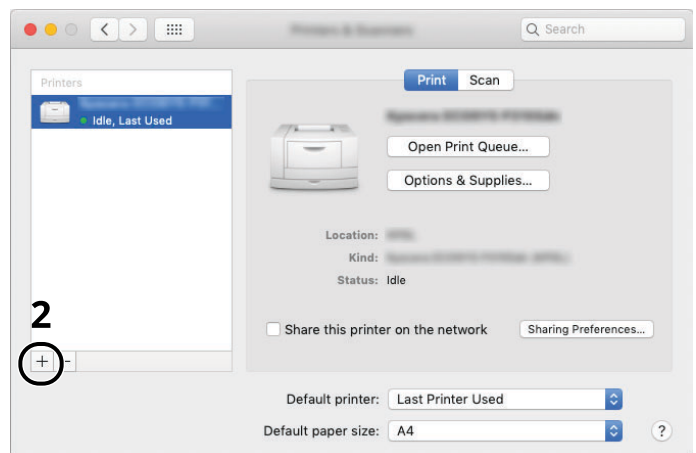 Search
Printers
Print Scan
Idle, Last Used
Open Print Queue...
Options & Supplies...
Location:
Kind:
Status: Idle
2
Share this printer on the network
Sharing Preferences...
+ -
Default printer: Last Printer Used
Default paper size: A4
?